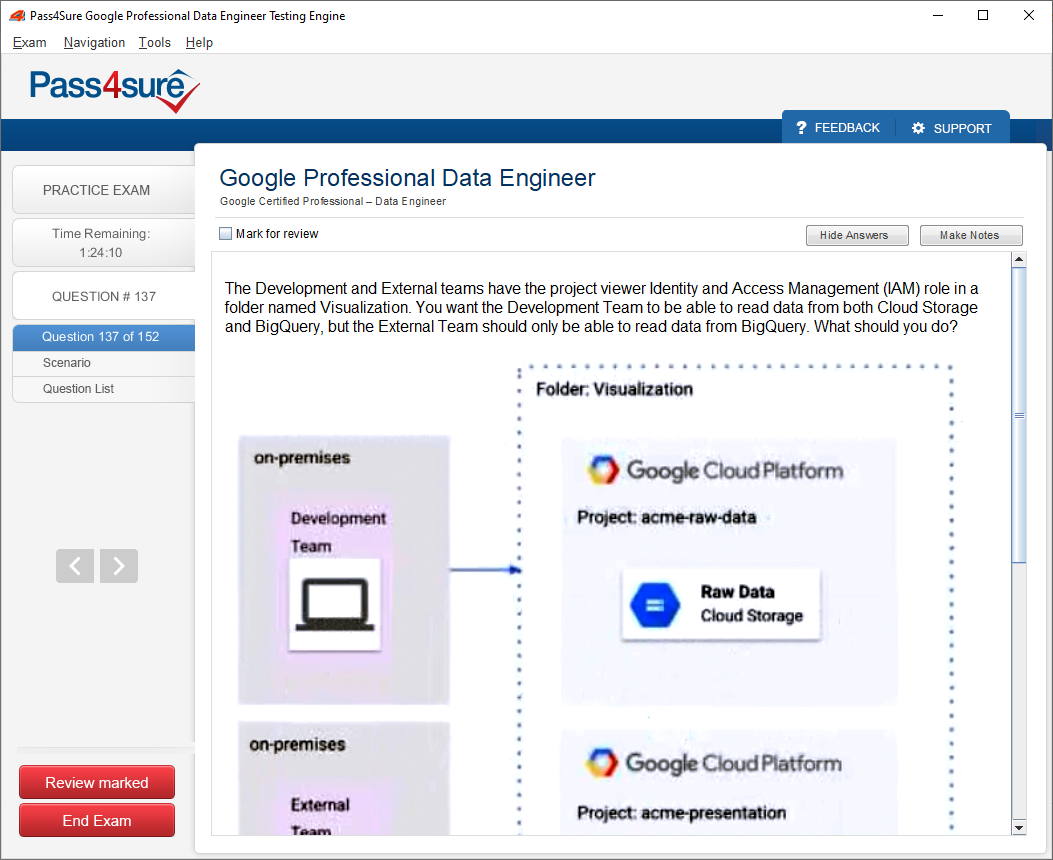 Pass4Sure Google Professional Data Engineer Testing Engine
Exam Navigation Tools Help
Pass4sure
? FEEDBACK SUPPORT
PRACTICE EXAM
Time Remaining:
1:24:10
QUESTION # 137
Question 137 of 152
Scenario
Question List
Review marked
End Exam
Google Professional Data Engineer
Google Certified Professional – Data Engineer
Mark for review
Hide Answers
Make Notes
The Development and External teams have the project viewer Identity and Access Management (IAM) role in a
folder named Visualization. You want the Development Team to be able to read data from both Cloud Storage
and BigQuery, but the External Team should only be able to read data from BigQuery. What should you do?
Folder: Visualization
on-premises
Development
Team
Google Cloud Platform
Project: acme-raw-data
Raw Data
Cloud Storage
on-premises
External
Team
Google Cloud Platform
Project: acme-presentation